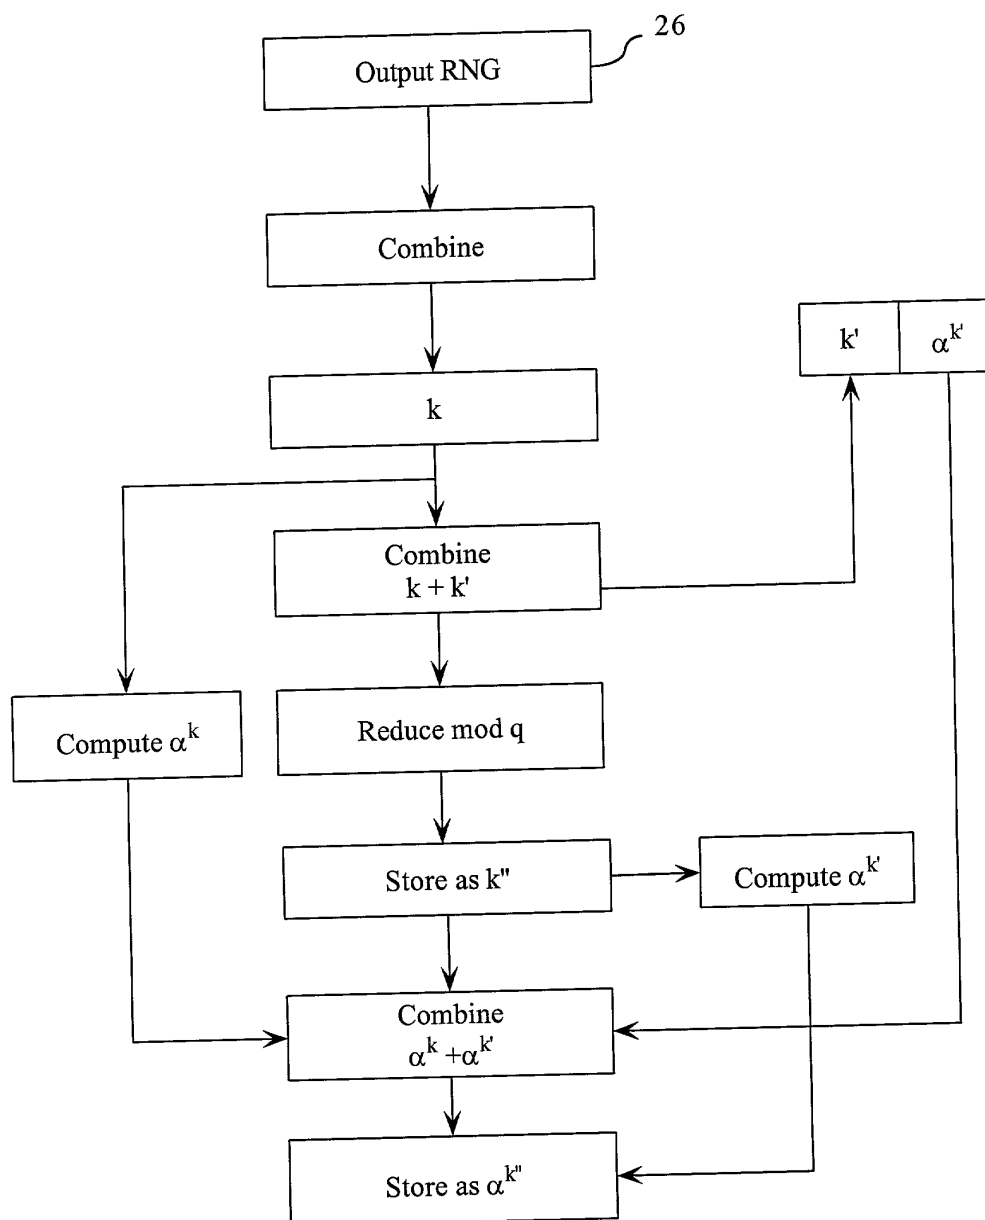 26
Output RNG
Combine
k' α^k'
k
Combine
k + k'
Compute α^k
Reduce mod q
Store as k"
Compute α^k'
Combine
α^k +α^k'
Store as α^k"